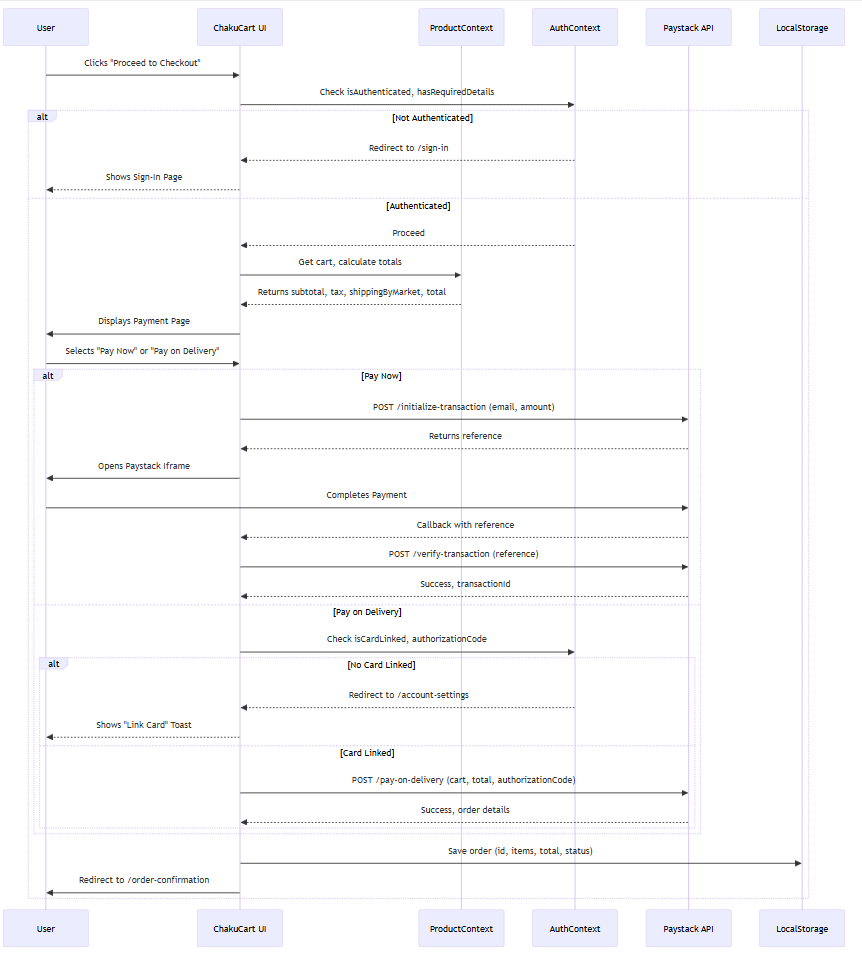 User
ChakuCart UI
ProductContext
AuthContext
Paystack API
LocalStorage
Clicks "Proceed to Checkout"
Check isAuthenticated, hasRequiredDetails
alt
[Not Authenticated]
Redirect to /sign-in
Shows Sign-In Page
[Authenticated]
Proceed
Get cart, calculate totals
Returns subtotal, tax, shippingByMarket, total
Displays Payment Page
Selects "Pay Now" or "Pay on Delivery"
alt
[Pay Now]
POST /initialize-transaction (email, amount)
Returns reference
Opens Paystack Iframe
Completes Payment
Callback with reference
POST /verify-transaction (reference)
Success, transactionId
[Pay on Delivery]
Check isCardLinked, authorizationCode
alt
[No Card Linked]
Redirect to /account-settings
Shows "Link Card" Toast
[Card Linked]
POST /pay-on-delivery (cart, total, authorizationCode)
Success, order details
Save order (id, items, total, status)
Redirect to /order-confirmation
User
ChakuCart UI
ProductContext
AuthContext
Paystack API
LocalStorage